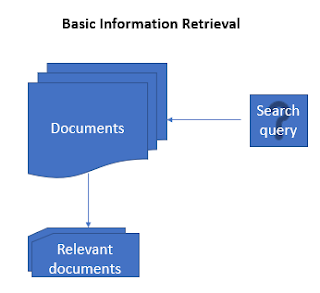 Basic Information Retrieval
Documents
Search
query
Relevant
documents